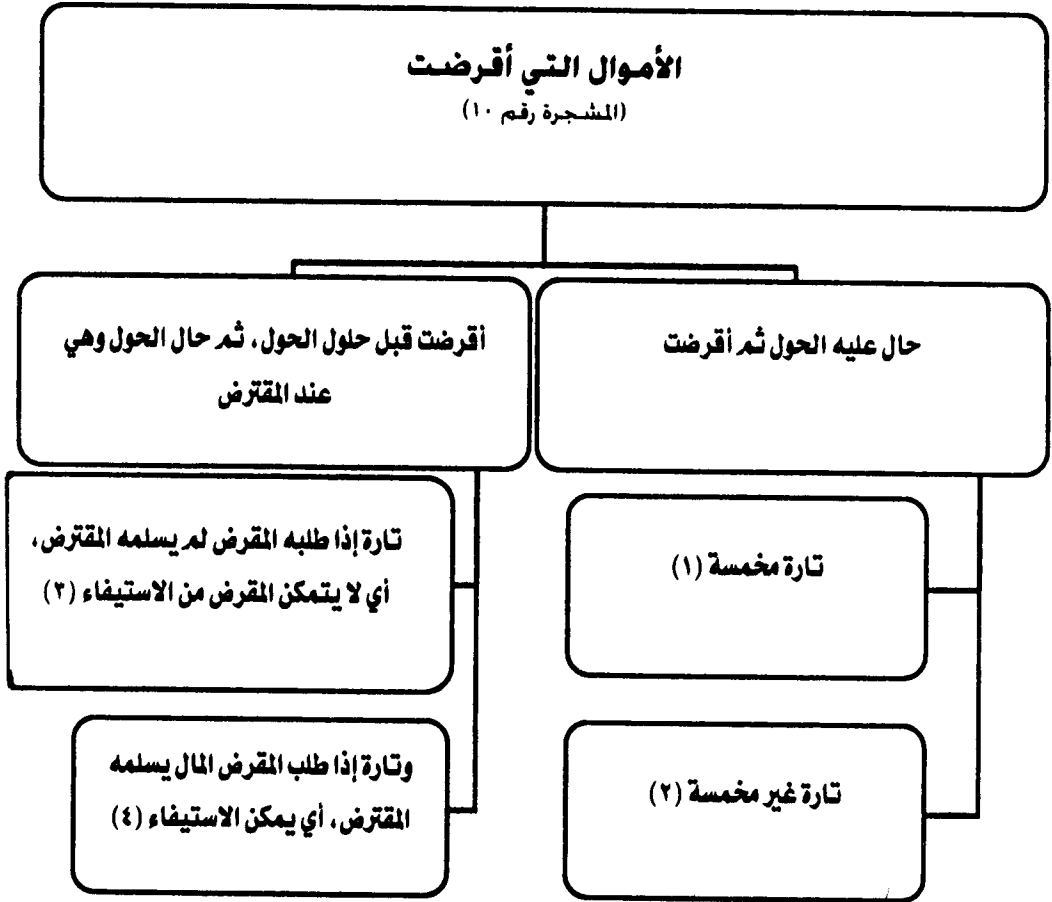 الأموال التي أقرضت
(المشجرة رقم ١٠)
حال عليه الحول ثم أقرضت
تارة مخمسة (١)
تارة غير مخمسة (٢)
أقرضت قبل حلول الحول، ثم حال الحول وهي
عند المقترض
تارة إذا طلبه المقرض لم يسلمه المقترض،
أي لا يتمكن المقرض من الاستيفاء (٣)
وتارة إذا طلب المقرض المال يسلمه
المقترض، أي يمكن الاستيفاء (٤)